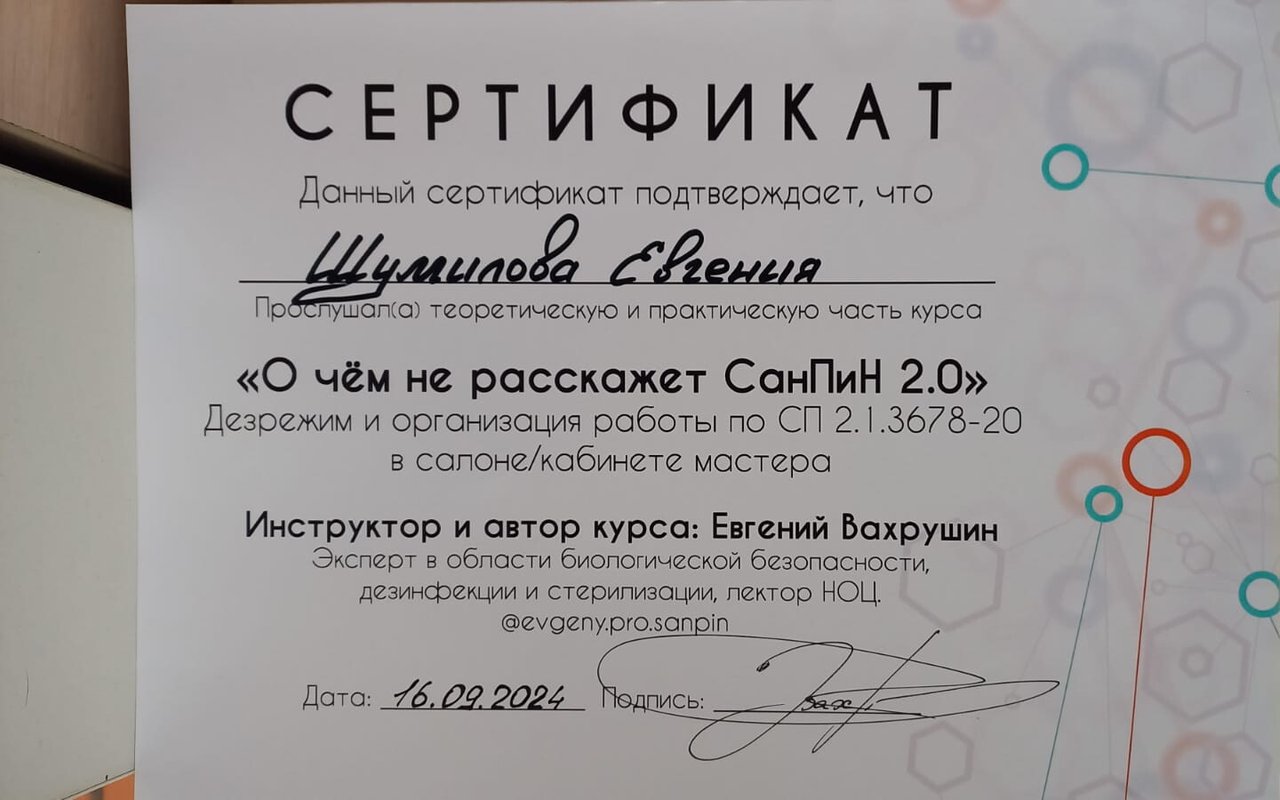 СЕРТИФИКАТ
Данный сертификат подтверждает, что
Шумилова Евгения
Прослушал(а) теоретическую и практическую часть курса
«О чём не расскажет СанПиН 2.0»
Дезрежим и организация работы по СП 2.1.3678-20
в салоне/кабинете мастера
Инструктор и автор курса: Евгений Вахрушин
Эксперт в области биологической безопасности,
дезинфекции и стерилизации, лектор НОЦ.
@evgeny.pro.sanpin
Дата: 16.09.2024 Подпись: